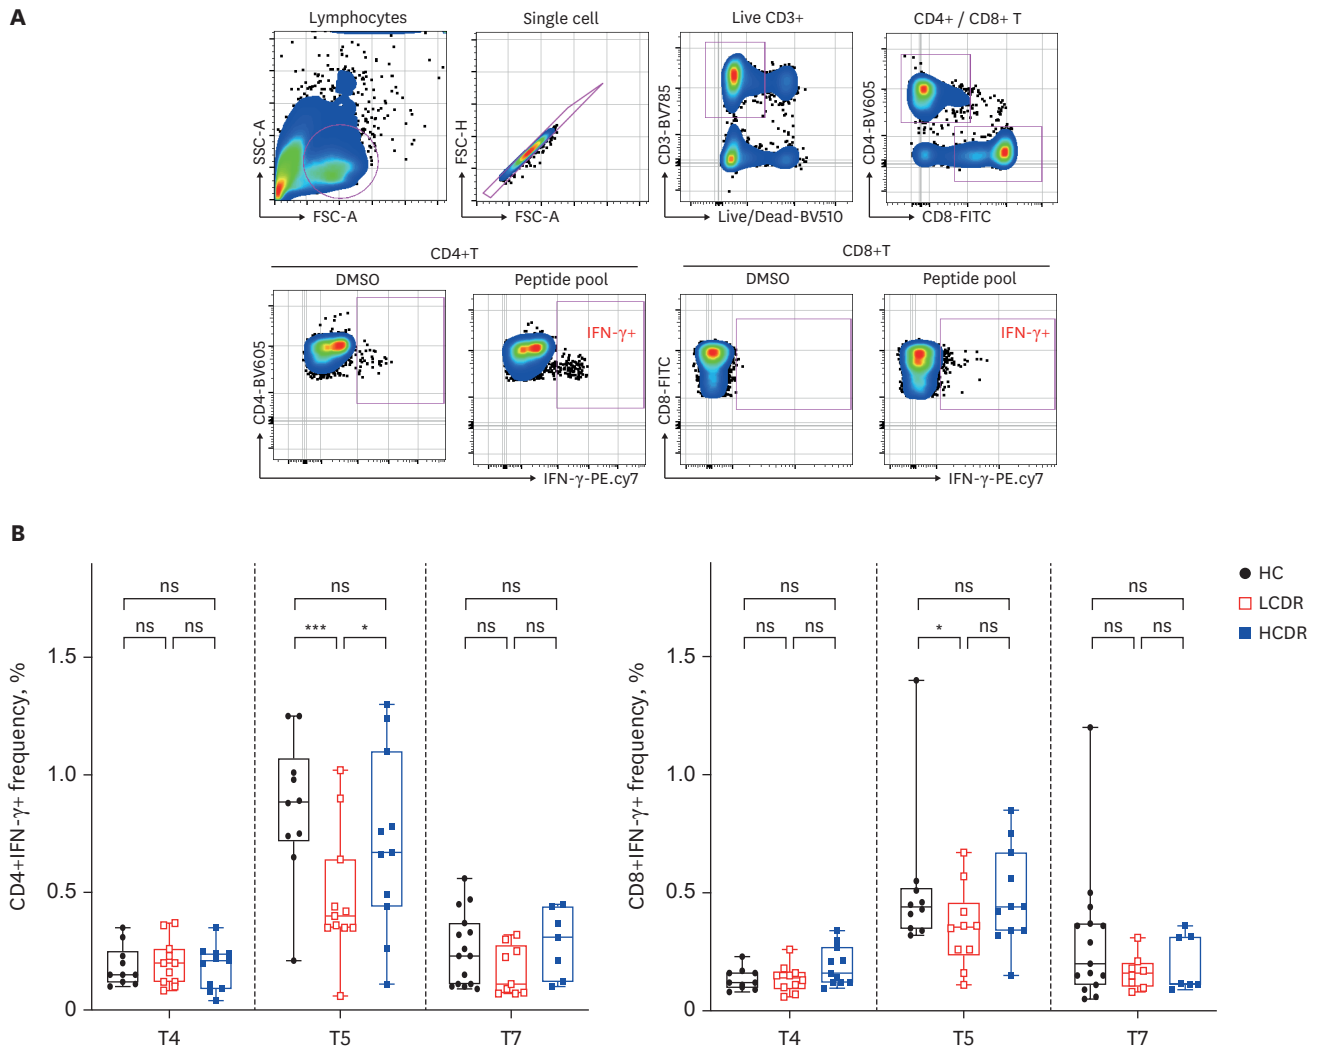 A
Lymphocytes
Single cell
Live CD3+
CD4+ / CD8+ T
SSC-A
FSC-A
FSC-H
FSC-A
CD3-BV785
Live/Dead-BV510
CD4-BV605
CD8-FITC
CD4+T
CD8+T
DMSO
Peptide pool
DMSO
Peptide pool
CD4-BV605
IFN-γ+
CD8-FITC
IFN-γ+
IFN-γ-PE.cy7
IFN-γ-PE.cy7
B
CD4+IFN-γ+ frequency, %
1.5
1.0
0.5
0
ns
ns
ns
ns
***
*
ns
ns
ns
T4
T5
T7
CD8+IFN-γ+ frequency, %
1.5
1.0
0.5
0
ns
ns
ns
ns
*
ns
ns
ns
ns
T4
T5
T7
HC
LCDR
HCDR